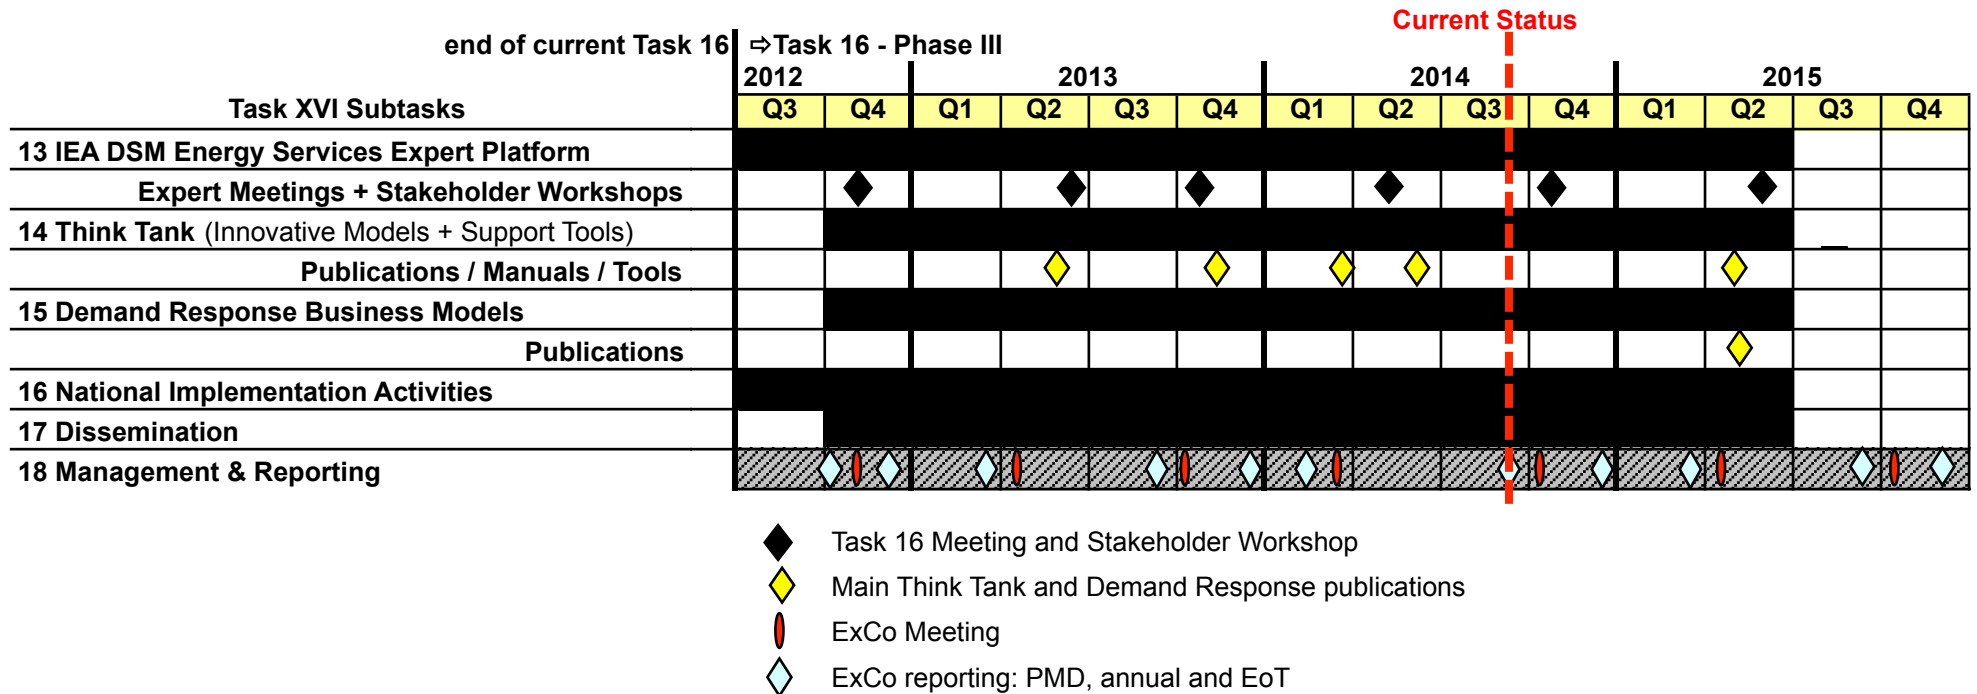 Current Status
end of current Task 16 ⇨Task 16 - Phase III
2012 2013 2014 2015
Task XVI Subtasks Q3 Q4 Q1 Q2 Q3 Q4 Q1 Q2 Q3 Q4 Q1 Q2 Q3 Q4
13 IEA DSM Energy Services Expert Platform
Expert Meetings + Stakeholder Workshops
14 Think Tank (Innovative Models + Support Tools)
Publications / Manuals / Tools
15 Demand Response Business Models
Publications
16 National Implementation Activities
17 Dissemination
18 Management & Reporting
Task 16 Meeting and Stakeholder Workshop
Main Think Tank and Demand Response publications
ExCo Meeting
ExCo reporting: PMD, annual and EoT